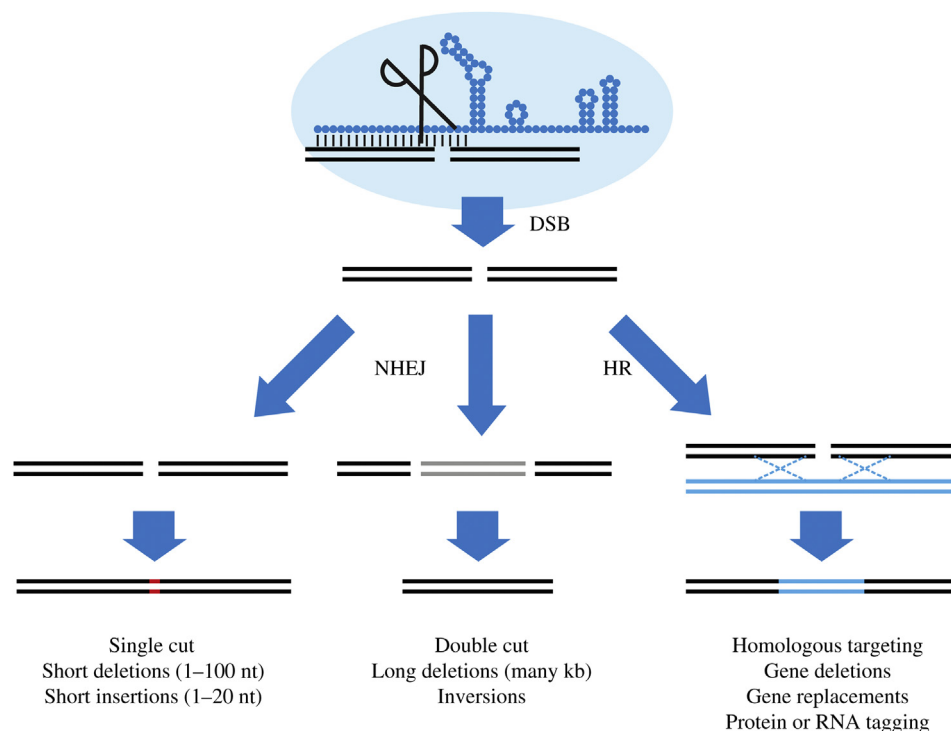 DSB
NHEJ
HR
Single cut
Short deletions (1–100 nt)
Short insertions (1–20 nt)
Double cut
Long deletions (many kb)
Inversions
Homologous targeting
Gene deletions
Gene replacements
Protein or RNA tagging